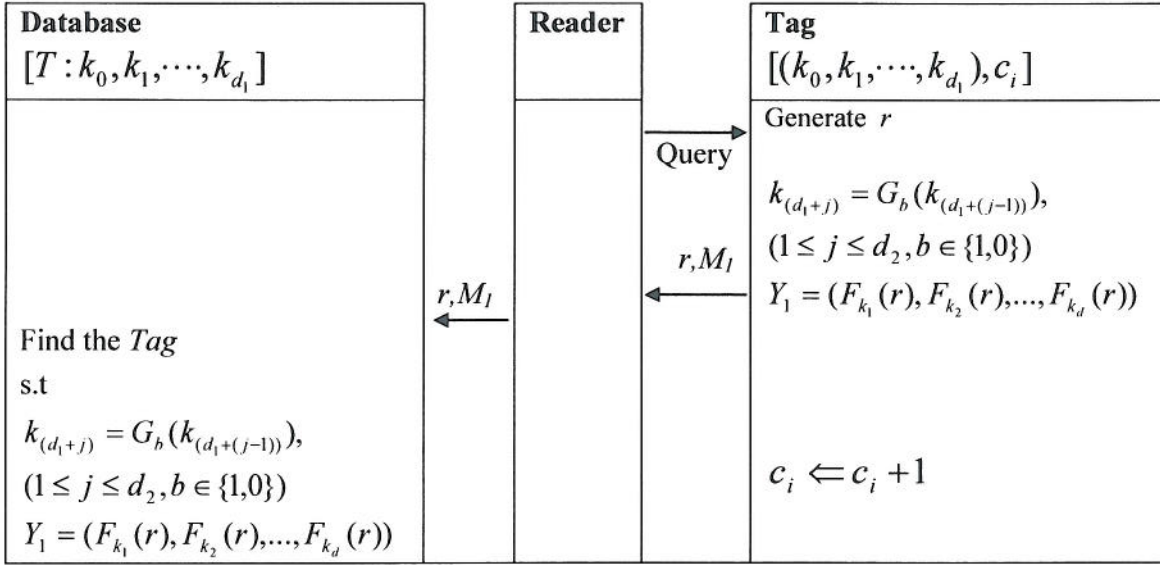 Database
[T : k_0, k_1, ⋯⋅, k_{d_1}]
Find the Tag
s.t
k_{(d_1+j)} = G_b(k_{(d_1+(j−1))}),
(1 ≤ j ≤ d_2, b ∈ {1,0})
Y_1 = (F_{k_1}(r), F_{k_2}(r),..., F_{k_d}(r))
r,M_1
Reader
Query
r,M_1
Tag
[(k_0, k_1, ⋯⋅, k_{d_1}), c_i]
Generate r
k_{(d_1+j)} = G_b(k_{(d_1+(j−1))}),
(1 ≤ j ≤ d_2, b ∈ {1,0})
Y_1 = (F_{k_1}(r), F_{k_2}(r),..., F_{k_d}(r))
c_i ⇐ c_i +1